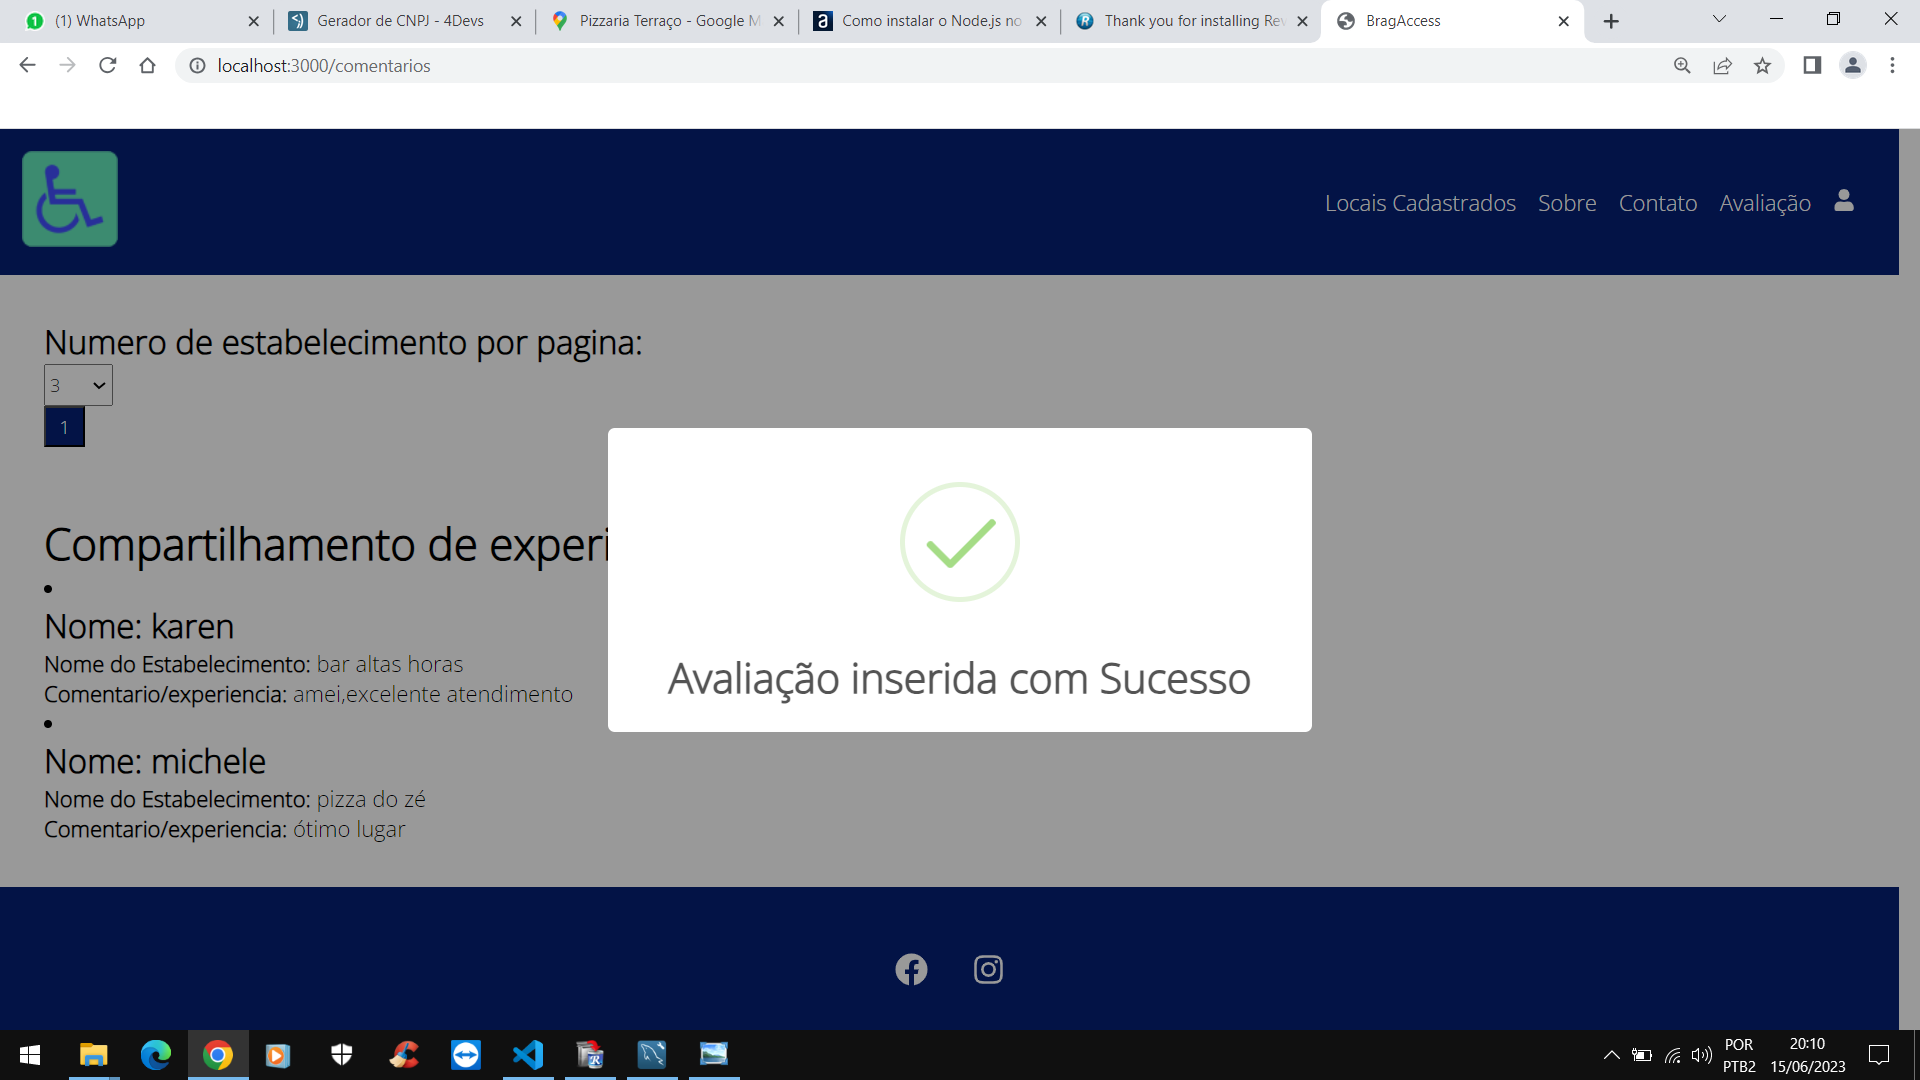 (1) WhatsApp
Gerador de CNPJ - 4Devs
Pizzaria Terraço - Google M
Como instalar o Node.js no
Thank you for installing Rev
BragAccess
localhost:3000/comentarios
Locais Cadastrados
Sobre
Contato
Avaliação
Numero de estabelecimento por pagina:
3
1
Compartilhamento de experi
Nome: karen
Nome do Estabelecimento: bar altas horas
Comentario/experiencia: amei,excelente atendimento
Nome: michele
Nome do Estabelecimento: pizza do zé
Comentario/experiencia: ótimo lugar
Avaliação inserida com Sucesso
POR
PTB2
20:10
15/06/2023